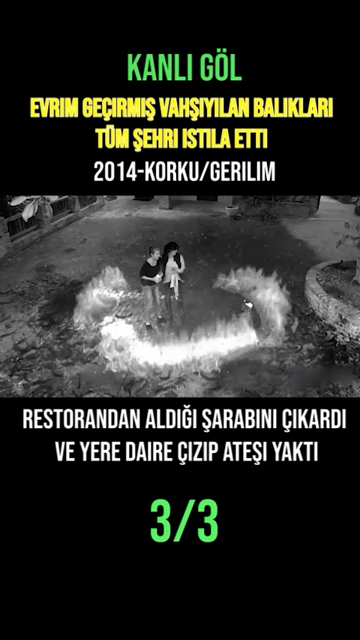 KANLI GÖL
EVRIM GEÇIRMIŞ VAHŞIYILAN BALIKLARI
TÜM ŞEHRI ISTILA ETTI
2014-KORKU/GERILIM
RESTORANDAN ALDIĞI ŞARABINI ÇIKARDI
VE YERE DAIRE ÇIZIP ATEŞI YAKTI
3/3